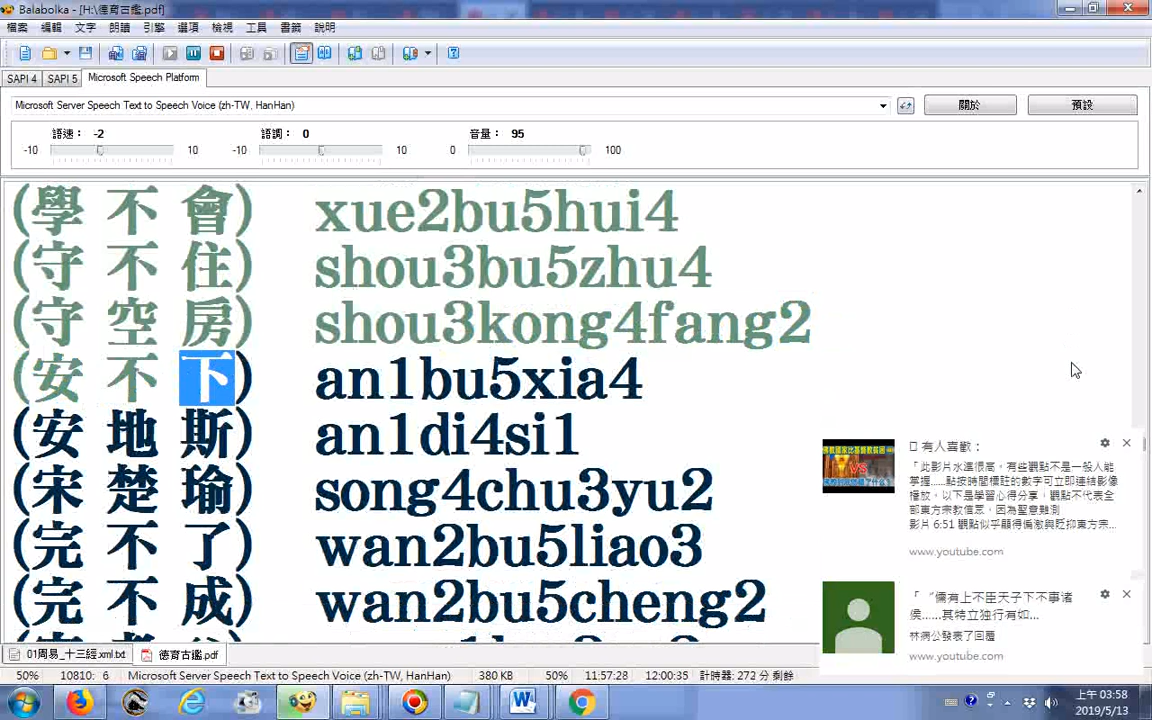 Balabolka - [H:\德育古鑑.pdf]
檔案 編輯 文字 朗讀 引擎 選項 檢視 工具 書籤 說明
SAPI 4 SAPI 5 Microsoft Speech Platform
Microsoft Server Speech Text to Speech Voice (zh-TW, HanHan) 關於 預設
語速： -2 語調： 0 音量： 95
-10 10 -10 10 0 100
(學不會) xue2bu5hui4
(守不住) shou3bu5zhu4
(守空房) shou3kong4fang2
(安不下) an1bu5xia4
(安地斯) an1di4si1
(宋楚瑜) song4chu3yu2
(完不了) wan2bu5liao3
(完不成) wan2bu5cheng2
有人喜歡：
「此影片水準很高，有些觀點不是一般人能
掌握.....點按時間標註的數字可立即連結影像
播放，以下是學習心得分享，觀點不代表全
部東方宗教信眾，因為聖意難測
影片 6:51 觀點似乎顯得偏激與貶抑東方宗...
www.youtube.com
「“儒有上不臣天子下不事诸
侯……其特立独行有如...
林病公發表了回覆
www.youtube.com
01周易_十三經.xml.txt 德育古鑑.pdf
50% 10810: 6 Microsoft Server Speech Text to Speech Voice (zh-TW, HanHan) 380 KB 50% 11:57:28 12:00:35 計時器: 272 分 剩餘
上午 03:58
2019/5/13